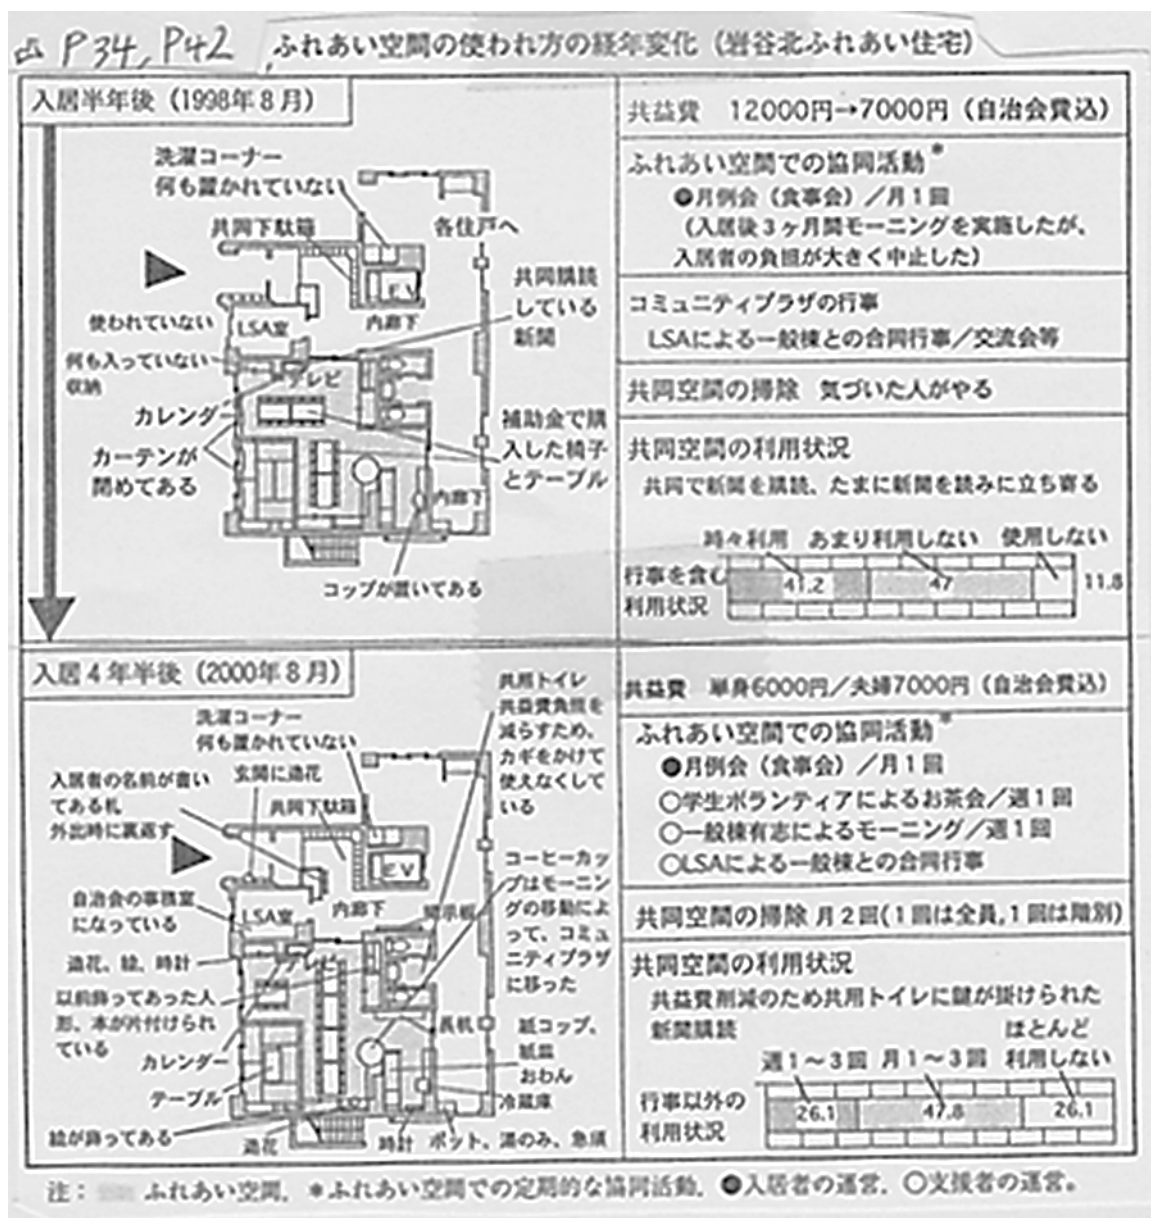 P34, P42
ふれあい空間の使われ方の経年変化（岩谷北ふれあい住宅）
入居半年後（1998年8月）
洗濯コーナー
何も置かれていない
共同下駄箱
各住戸へ
EV
共同購読
している
新聞
使われていない
LSA室
内廊下
何も入っていない
収納
テレビ
カレンダー
カーテンが
閉めてある
補助金で購
入した椅子
とテーブル
内廊下
コップが置いてある
共益費 12000円→7000円（自治会費込）
ふれあい空間での協同活動*
●月例会（食事会）／月1回
（入居後3ヶ月間モーニングを実施したが、
入居者の負担が大きく中止した）
コミュニティプラザの行事
LSAによる一般棟との合同行事／交流会等
共同空間の掃除 気づいた人がやる
共同空間の利用状況
共同で新聞を購読、たまに新聞を読みに立ち寄る
時々利用 あまり利用しない 使用しない
行事を含む
利用状況
41.2 47 11.8
入居4年半後（2000年8月）
洗濯コーナー
何も置かれていない
入居者の名前が書い
てある札
外出時に裏返す
玄関に造花
共同下駄箱
EV
共用トイレ
共益費負担を
減らすため、
カギをかけて
使えなくして
いる
自治会の事務室
になっている
LSA室
内廊下
掲示板
コーヒーカッ
プはモーニン
グの移動によ
って、コミュ
ニティプラザ
に移った
造花、絵、時計
テレビ
以前飾ってあった人
形、本が片付けられ
ている
カレンダー
テーブル
長机
紙コップ、
紙皿
おわん
冷蔵庫
絵が飾ってある
造花
時計
ポット、湯のみ、急須
共益費 単身6000円／夫婦7000円（自治会費込）
ふれあい空間での協同活動*
●月例会（食事会）／月1回
○学生ボランティアによるお茶会／週1回
○一般棟有志によるモーニング／週1回
○LSAによる一般棟との合同行事
共同空間の掃除 月2回(1回は全員,1回は階別)
共同空間の利用状況
共益費削減のため共用トイレに鍵が掛けられた
新聞購読
週1〜3回 月1〜3回 ほとんど
利用しない
行事以外の
利用状況
26.1 47.8 26.1
注： ふれあい空間、*ふれあい空間での定期的な協同活動、●入居者の運営、○支援者の運営。